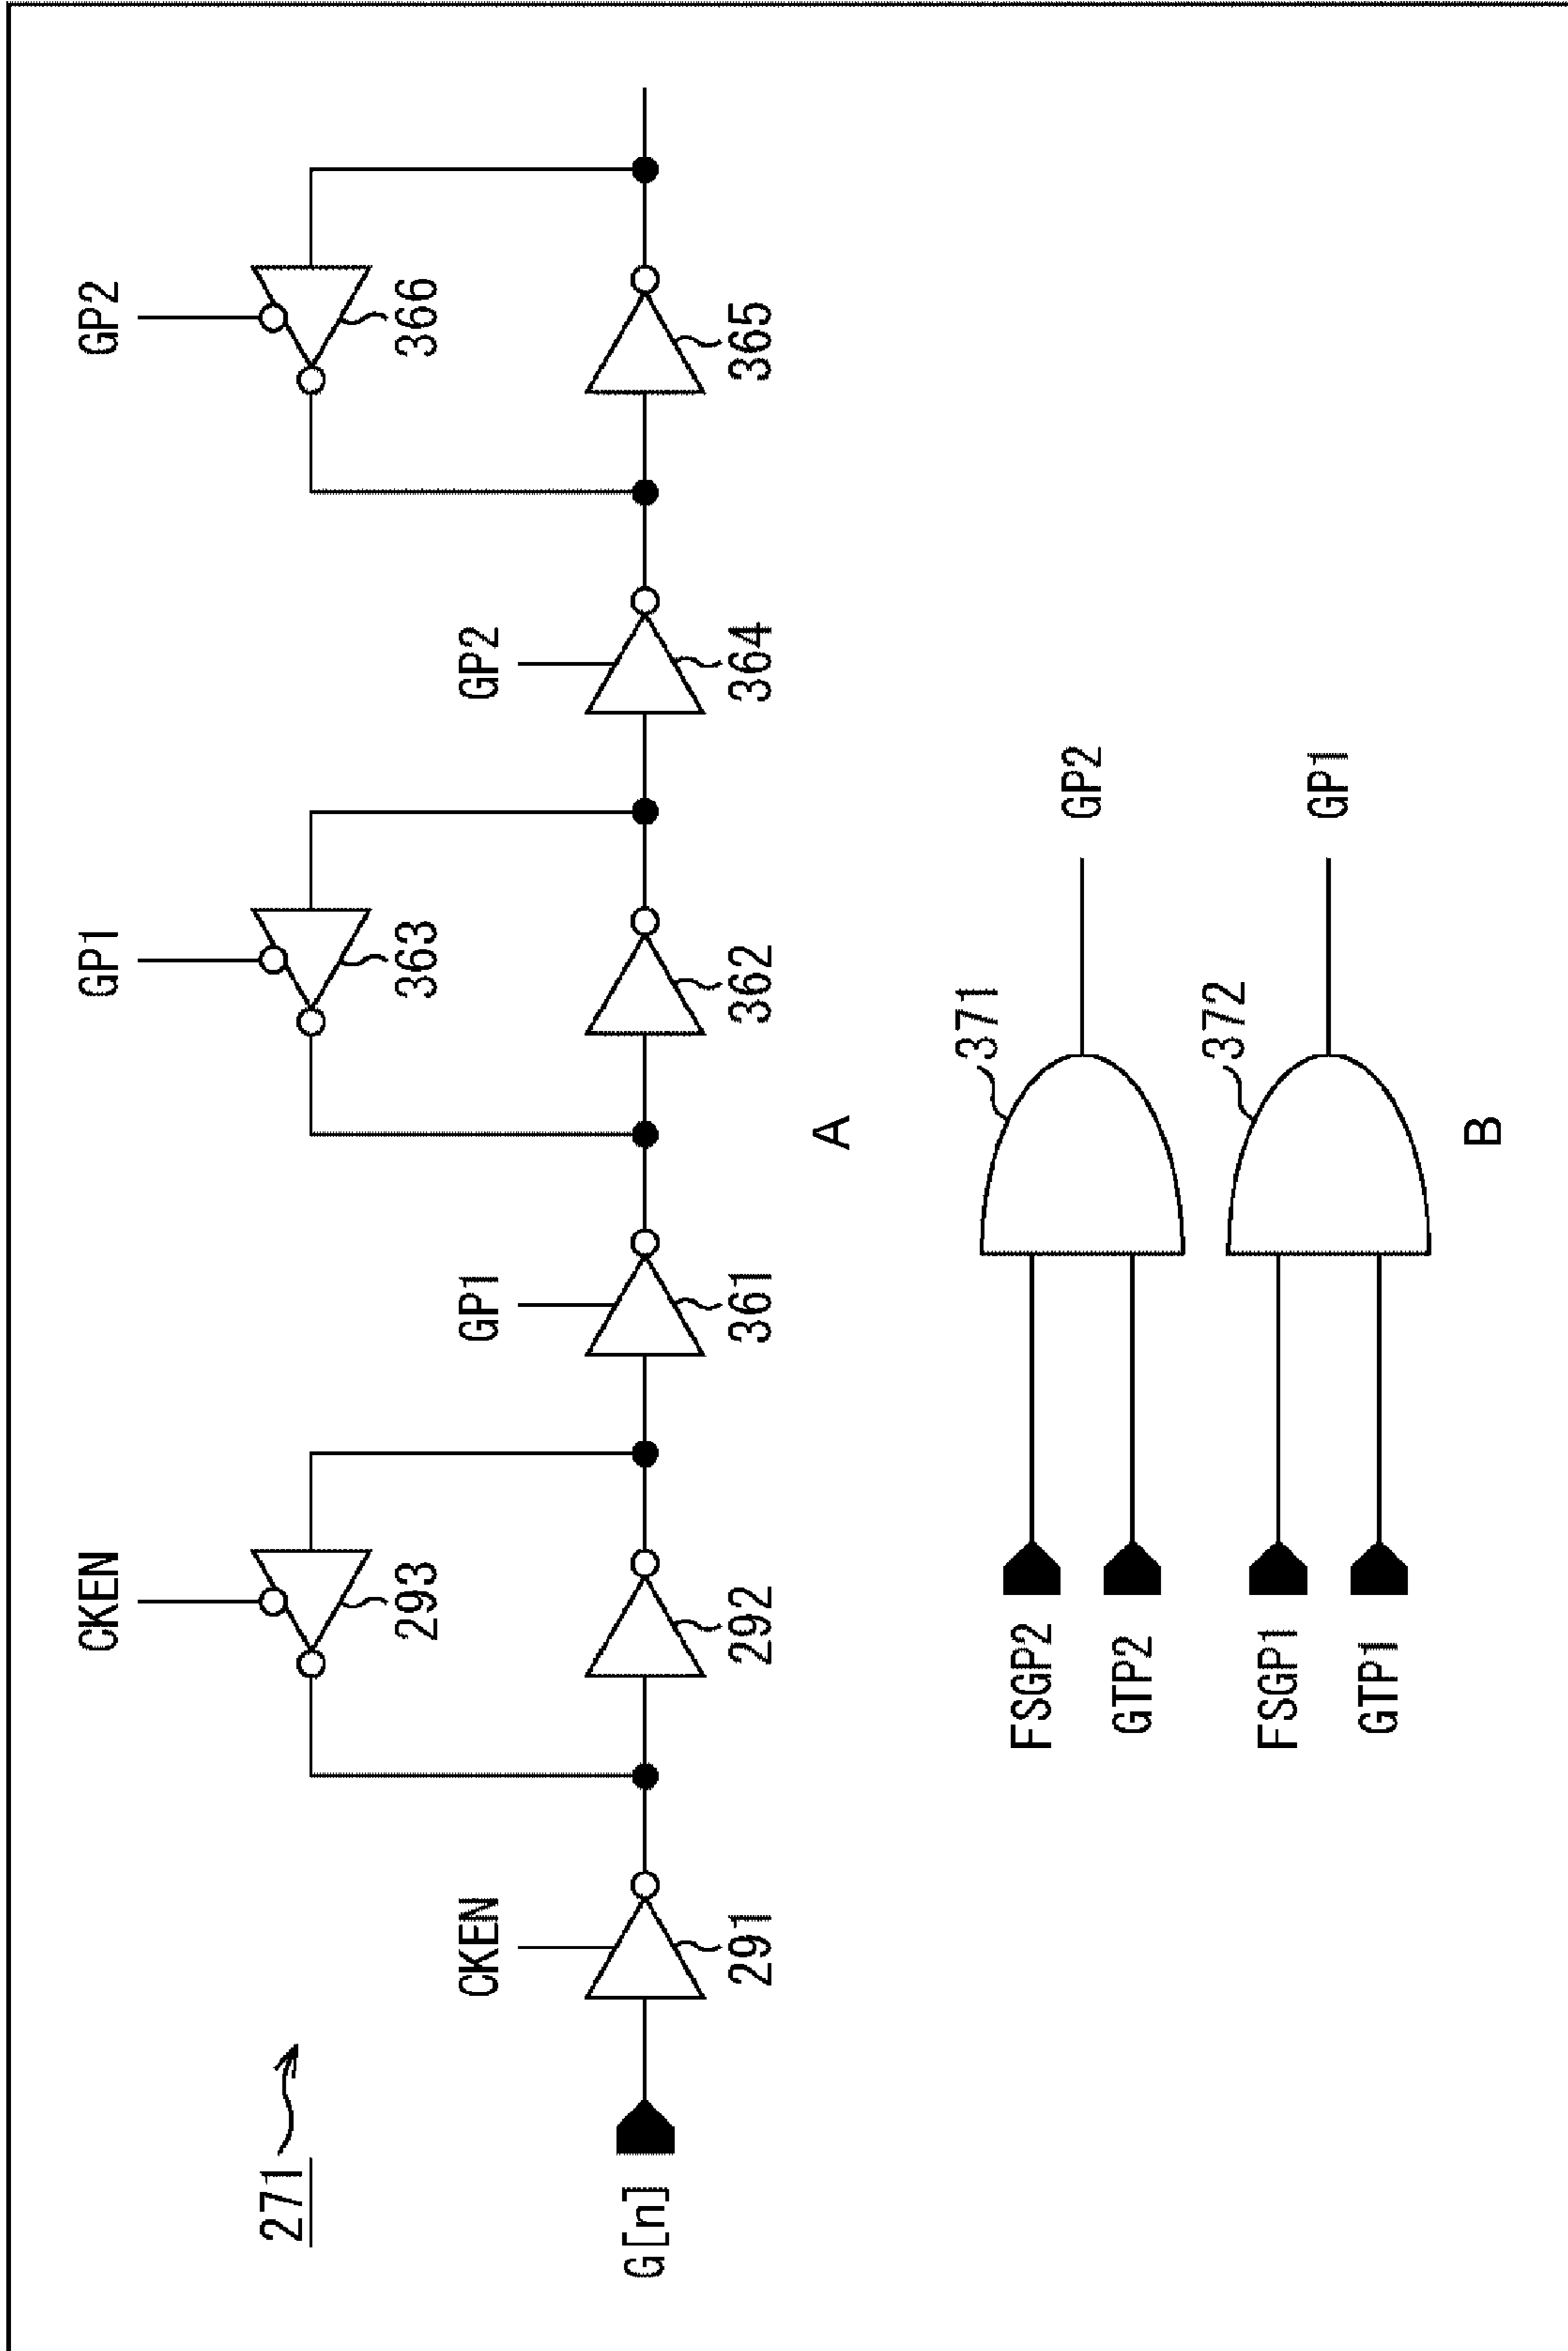 271
CKEN
GP1
GP2
293
363
366
CKEN
GP1
GP2
G[n]
291
292
361
362
364
365
A
371
FSGP2
GP2
GTP2
372
FSGP1
GP1
GTP1
B